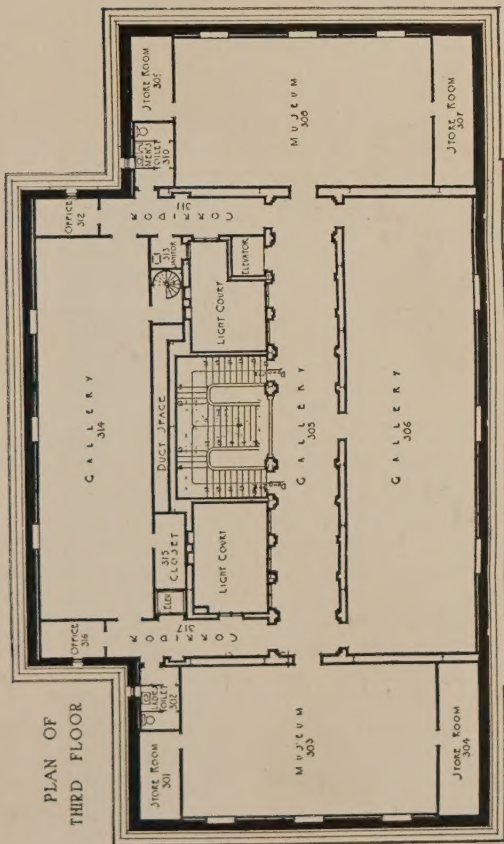 PLAN OF
THIRD FLOOR
OFFICE
316
GALLERY
314
OFFICE
312
STORE ROOM
301
LADIES
TOILET
302
CORRIDOR
317
ELEV.
315
CLOSET
DUCT SPACE
313
JANITOR
CORRIDOR
311
MEN'S
TOILET
310
STORE ROOM
309
LIGHT COURT
LIGHT COURT
ELEVATOR
MUSEUM
303
GALLERY
305
MUSEUM
308
GALLERY
306
STORE ROOM
304
STORE ROOM
307